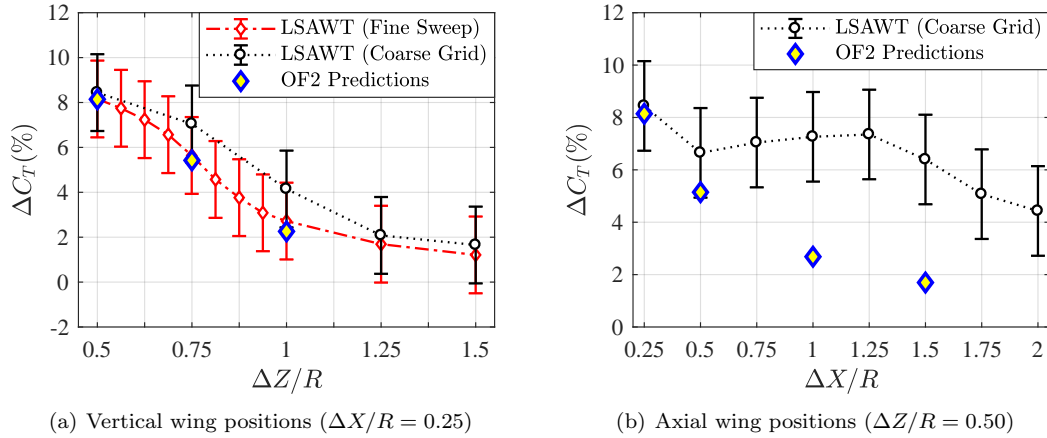 12
10
8
6
4
2
0
-2
ΔC_T(%)
LSAWT (Fine Sweep)
LSAWT (Coarse Grid)
OF2 Predictions
0.5 0.75 1 1.25 1.5
ΔZ/R
(a) Vertical wing positions (ΔX/R = 0.25)
12
10
8
6
4
2
0
ΔC_T(%)
LSAWT (Coarse Grid)
OF2 Predictions
0.25 0.5 0.75 1 1.25 1.5 1.75 2
ΔX/R
(b) Axial wing positions (ΔZ/R = 0.50)